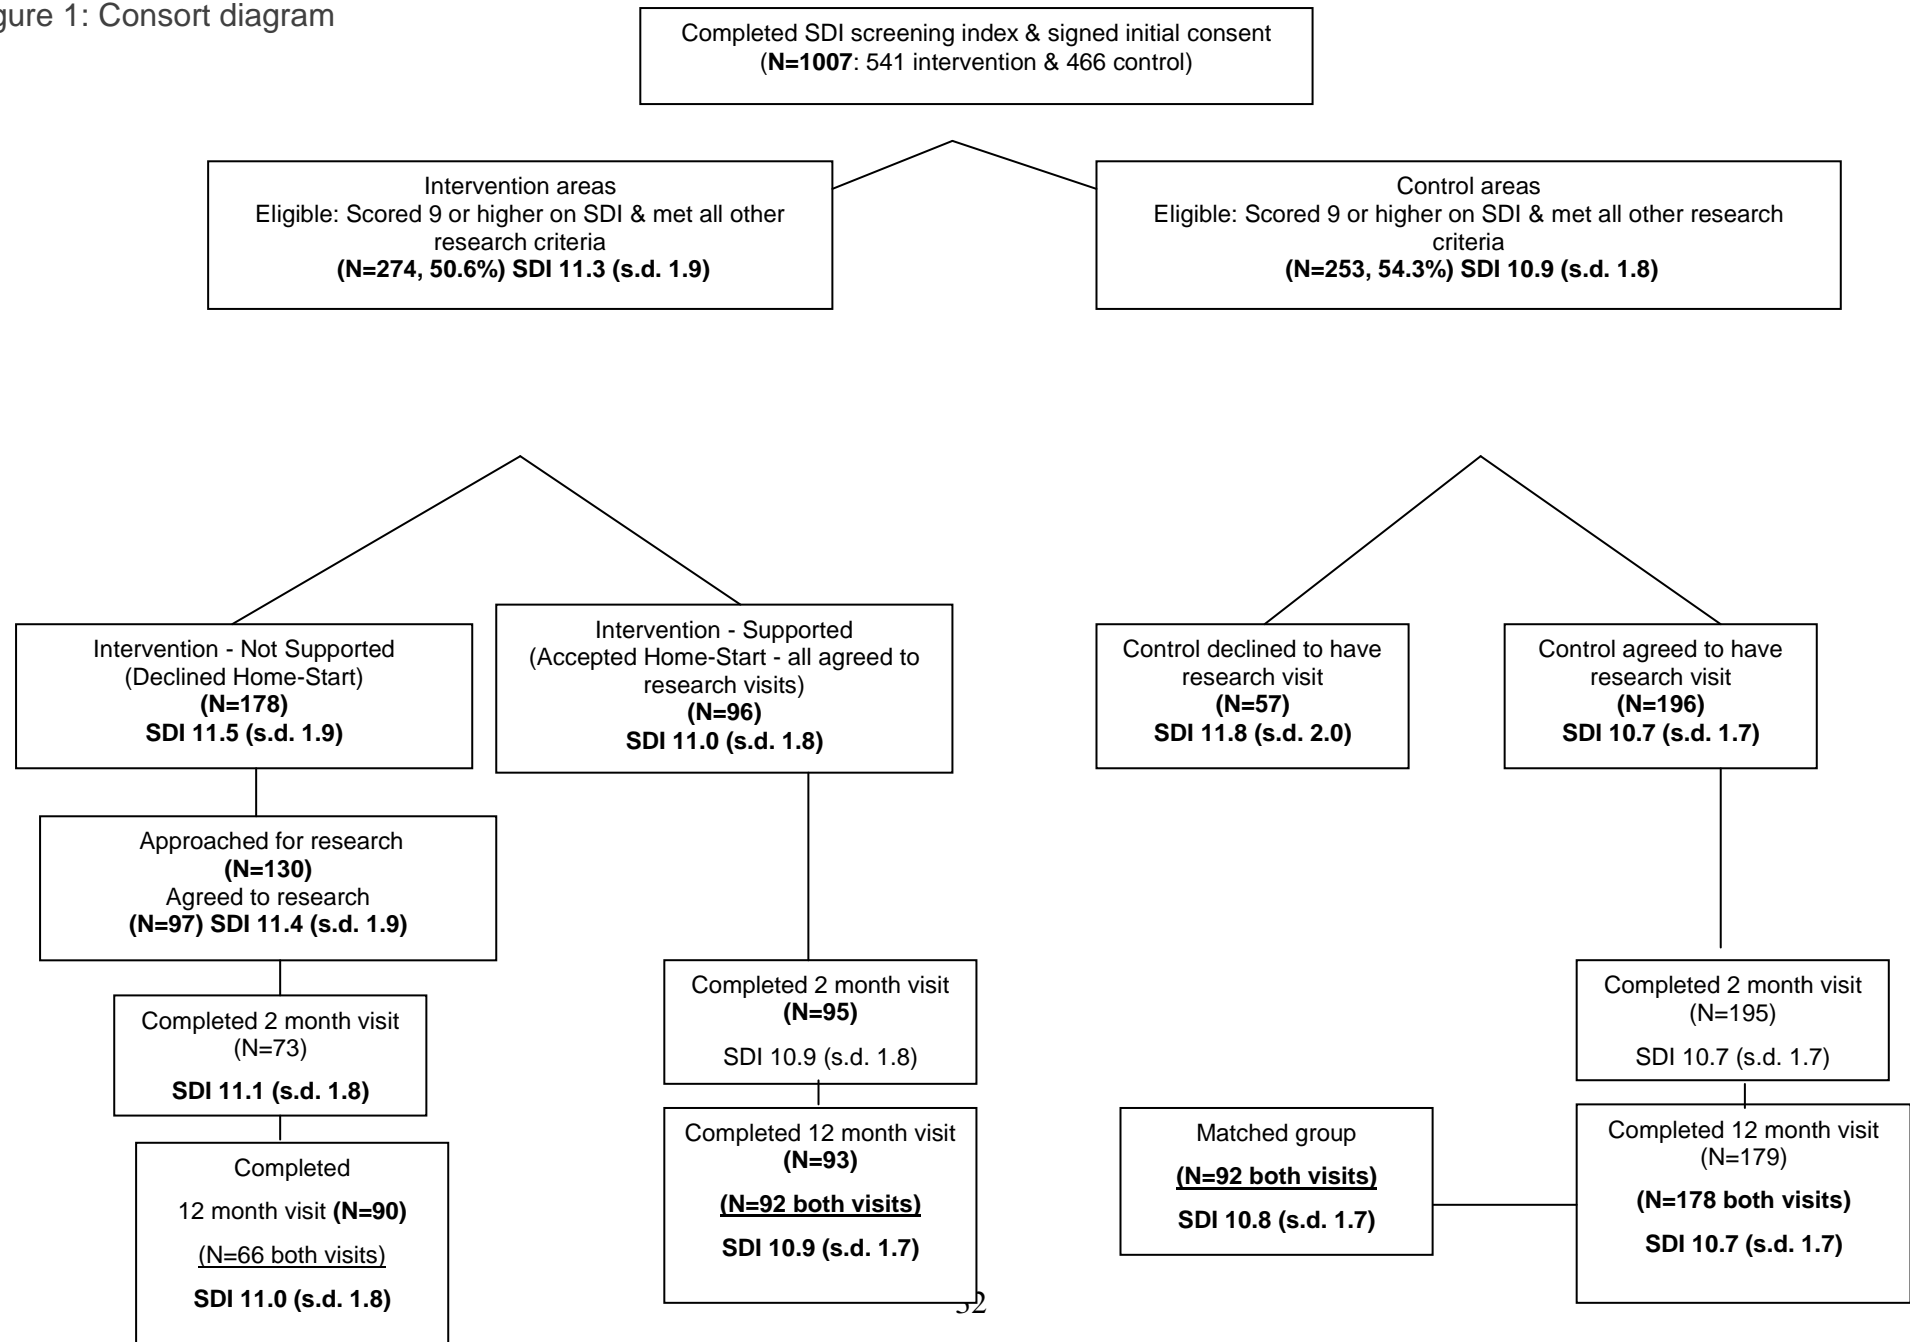 gure 1: Consort diagram
Completed SDI screening index & signed initial consent
(N=1007: 541 intervention & 466 control)
Intervention areas
Eligible: Scored 9 or higher on SDI & met all other
research criteria
(N=274, 50.6%) SDI 11.3 (s.d. 1.9)
Control areas
Eligible: Scored 9 or higher on SDI & met all other research
criteria
(N=253, 54.3%) SDI 10.9 (s.d. 1.8)
Intervention - Not Supported
(Declined Home-Start)
(N=178)
SDI 11.5 (s.d. 1.9)
Intervention - Supported
(Accepted Home-Start - all agreed to
research visits)
(N=96)
SDI 11.0 (s.d. 1.8)
Control declined to have
research visit
(N=57)
SDI 11.8 (s.d. 2.0)
Control agreed to have
research visit
(N=196)
SDI 10.7 (s.d. 1.7)
Approached for research
(N=130)
Agreed to research
(N=97) SDI 11.4 (s.d. 1.9)
Completed 2 month visit
(N=73)
SDI 11.1 (s.d. 1.8)
Completed 2 month visit
(N=95)
SDI 10.9 (s.d. 1.8)
Completed 2 month visit
(N=195)
SDI 10.7 (s.d. 1.7)
Completed
12 month visit (N=90)
(N=66 both visits)
SDI 11.0 (s.d. 1.8)
Completed 12 month visit
(N=93)
(N=92 both visits)
SDI 10.9 (s.d. 1.7)
Matched group
(N=92 both visits)
SDI 10.8 (s.d. 1.7)
Completed 12 month visit
(N=179)
(N=178 both visits)
SDI 10.7 (s.d. 1.7)